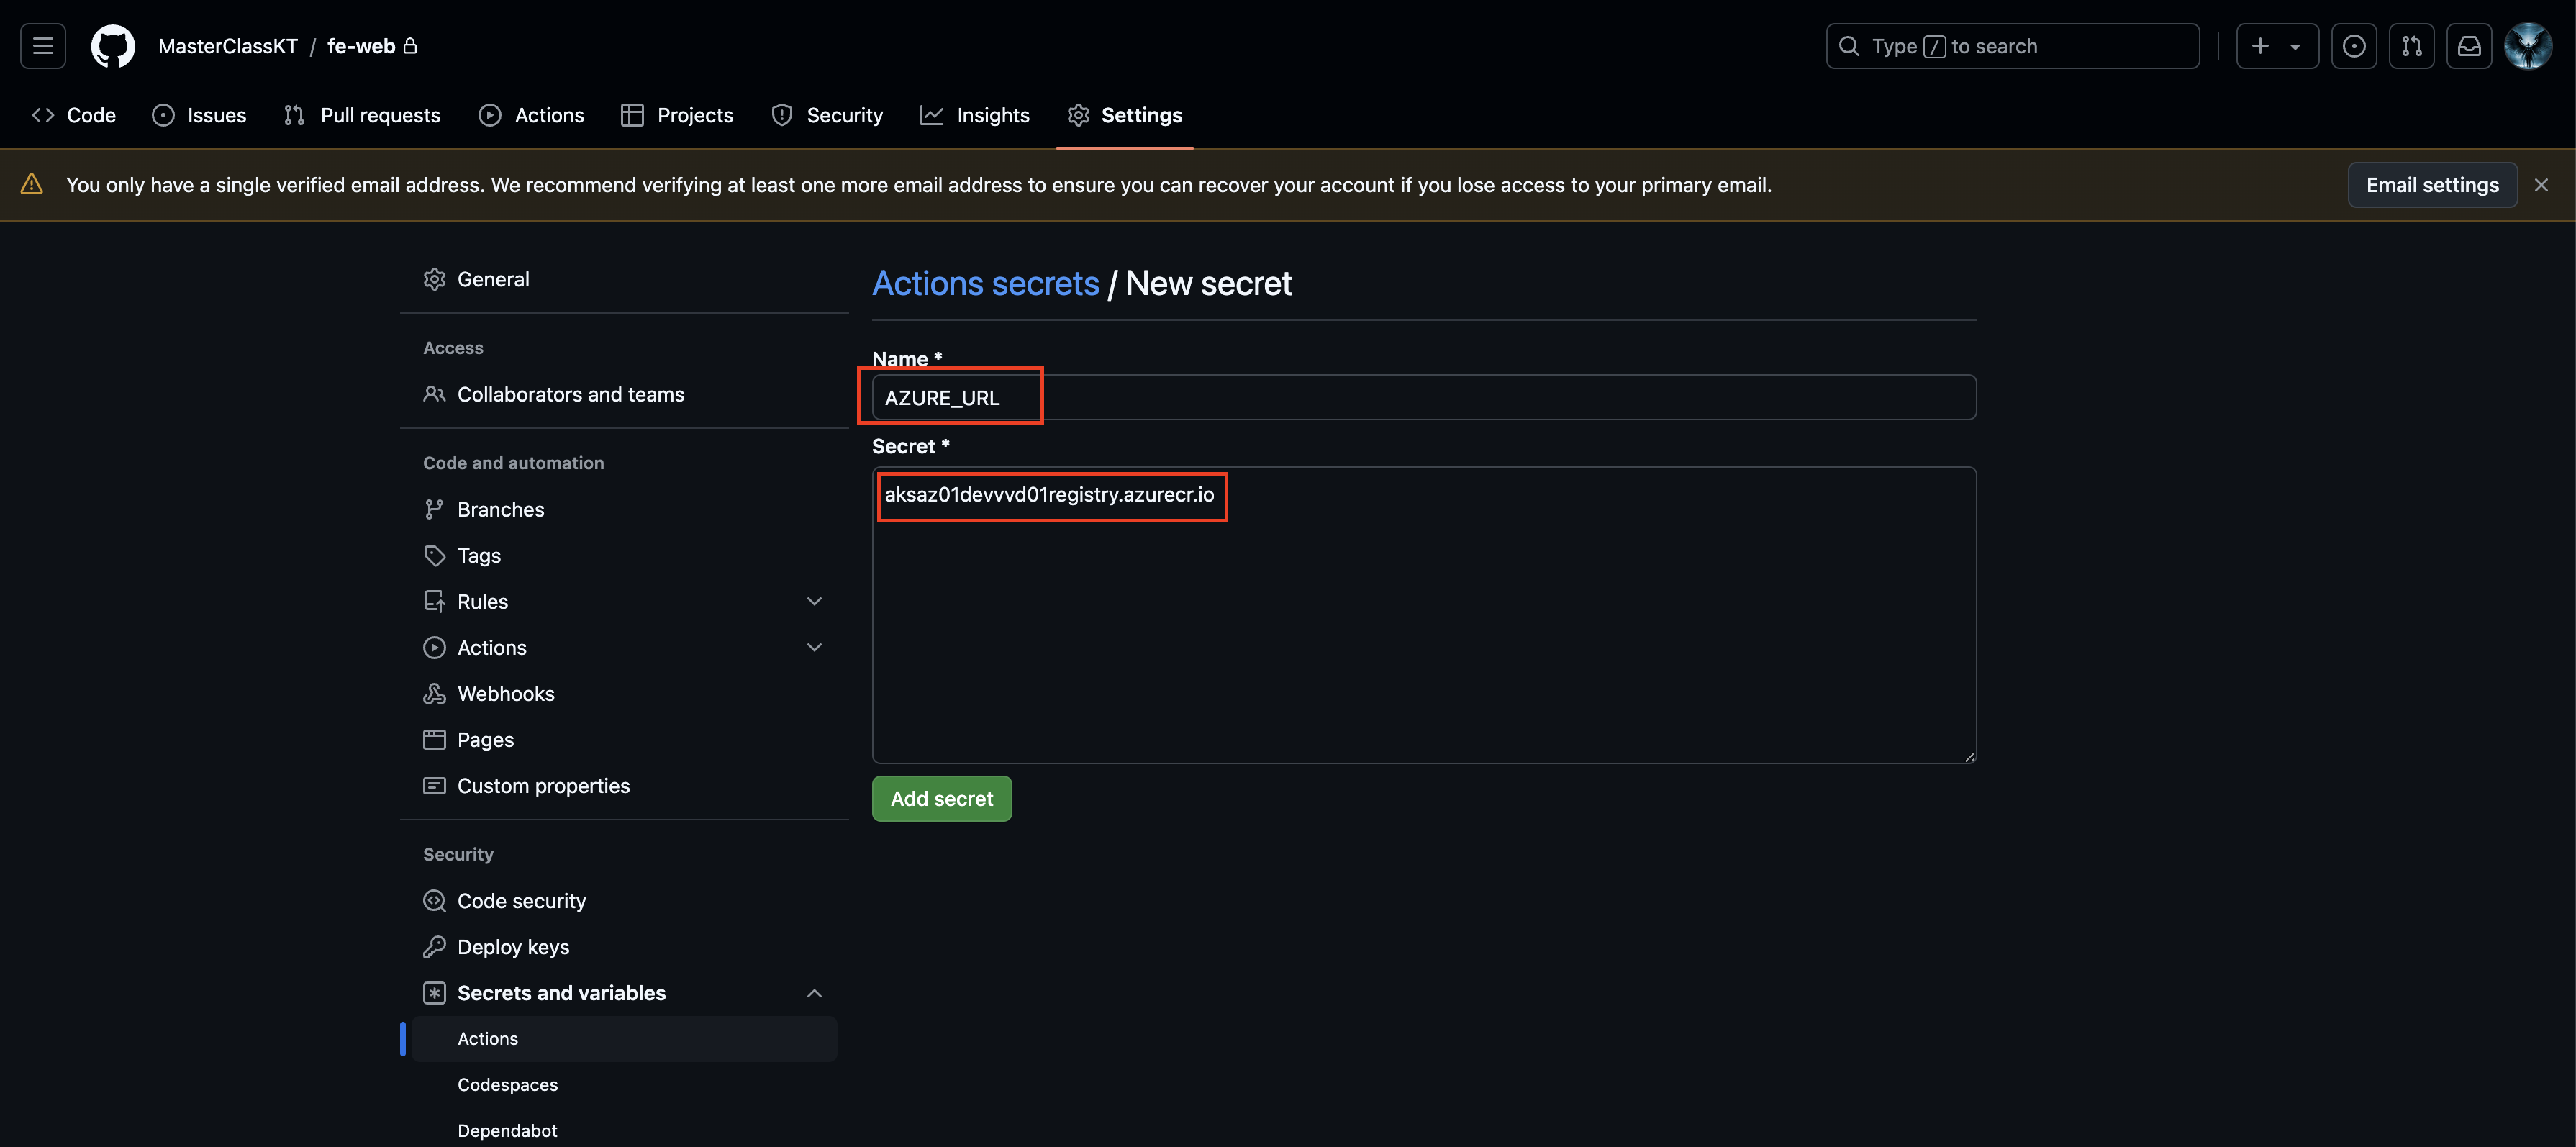 MasterClassKT / fe-web
Type / to search
Code
Issues
Pull requests
Actions
Projects
Security
Insights
Settings
You only have a single verified email address. We recommend verifying at least one more email address to ensure you can recover your account if you lose access to your primary email.
Email settings
General
Access
Collaborators and teams
Code and automation
Branches
Tags
Rules
Actions
Webhooks
Pages
Custom properties
Security
Code security
Deploy keys
Secrets and variables
Actions
Codespaces
Dependabot
Actions secrets / New secret
Name *
AZURE_URL
Secret *
aksaz01devvvd01registry.azurecr.io
Add secret